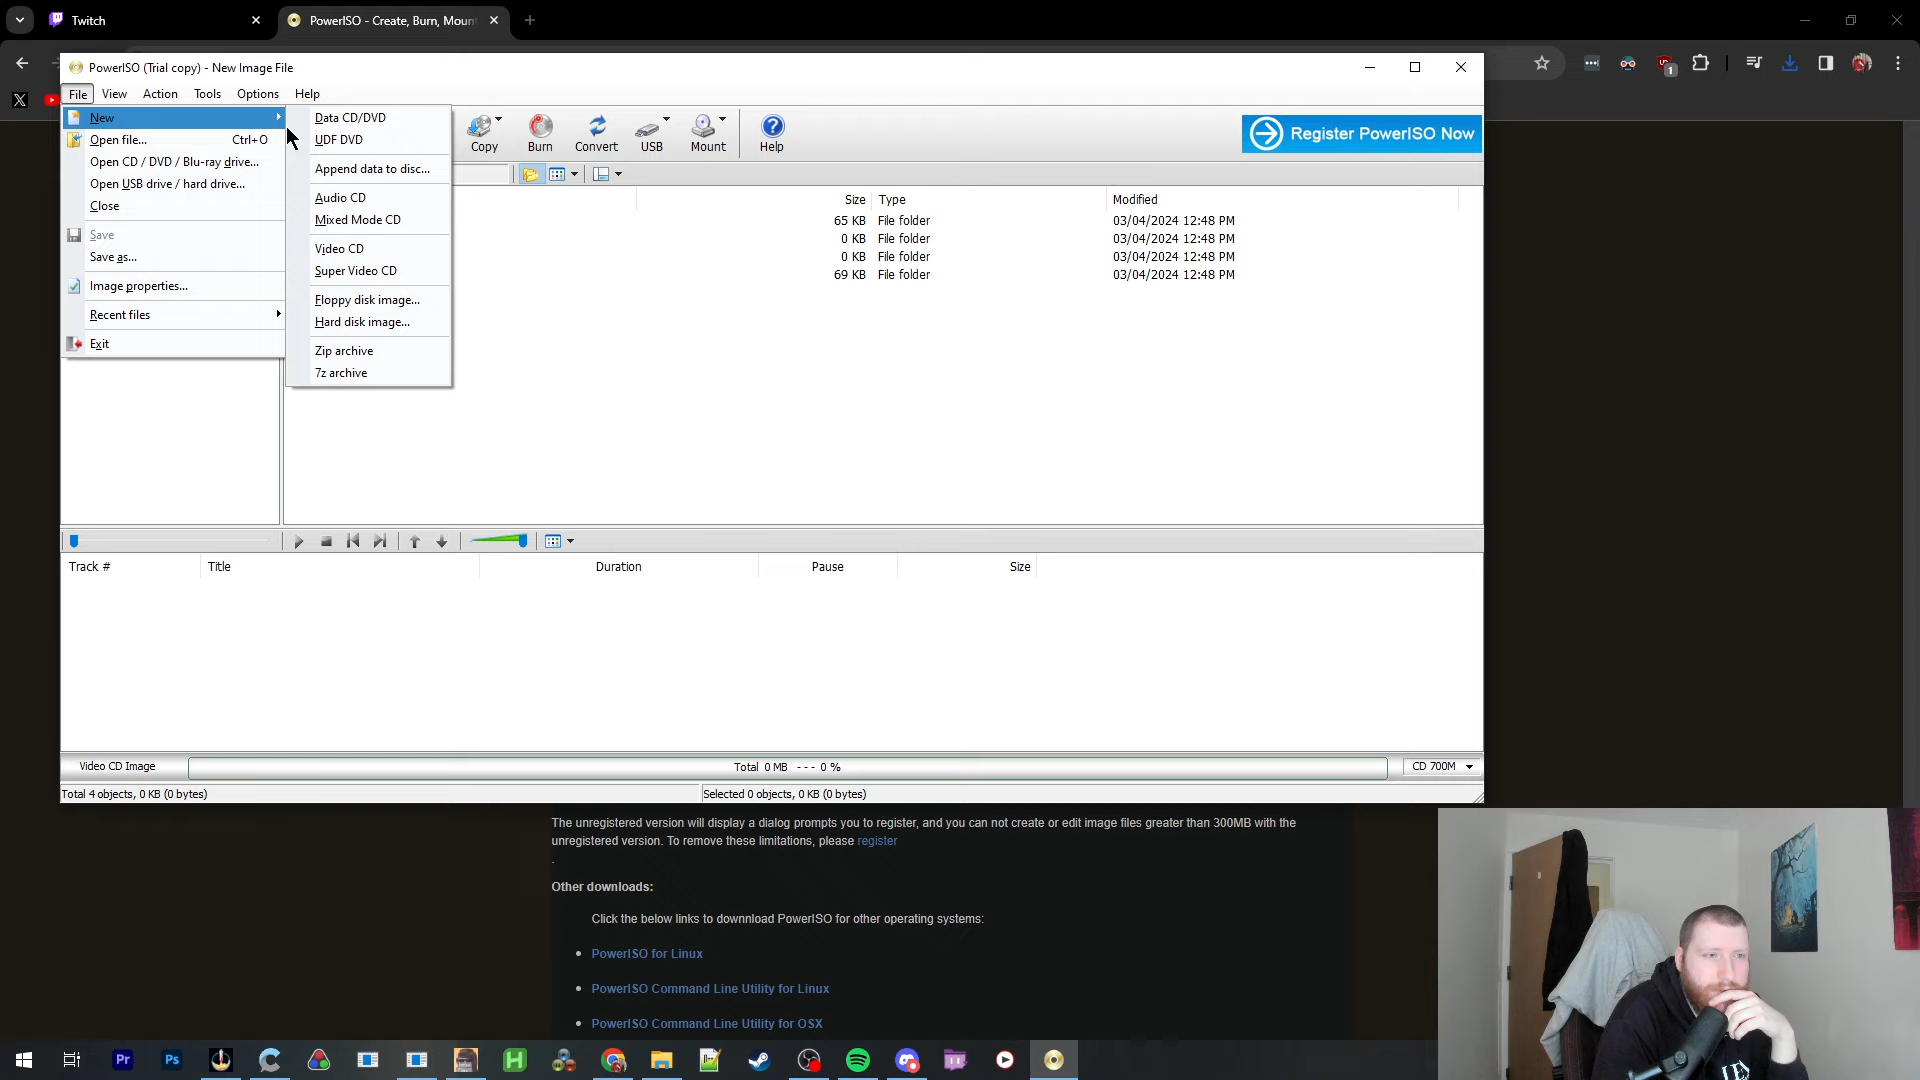 Twitch
PowerISO - Create, Burn, Moun
PowerISO (Trial copy) - New Image File
File View Action Tools Options Help
New
Open file... Ctrl+O
Open CD / DVD / Blu-ray drive...
Open USB drive / hard drive...
Close
Save
Save as...
Image properties...
Recent files
Exit
Data CD/DVD
UDF DVD
Append data to disc...
Audio CD
Mixed Mode CD
Video CD
Super Video CD
Floppy disk image...
Hard disk image...
Zip archive
7z archive
Copy Burn Convert USB Mount Help
Register PowerISO Now
Size Type Modified
65 KB File folder 03/04/2024 12:48 PM
0 KB File folder 03/04/2024 12:48 PM
0 KB File folder 03/04/2024 12:48 PM
69 KB File folder 03/04/2024 12:48 PM
Track # Title Duration Pause Size
Video CD Image Total 0 MB --- 0 % CD 700M
Total 4 objects, 0 KB (0 bytes) Selected 0 objects, 0 KB (0 bytes)
The unregistered version will display a dialog prompts you to register, and you can not create or edit image files greater than 300MB with the
unregistered version. To remove these limitations, please register
.
Other downloads:
Click the below links to downnload PowerISO for other operating systems:
PowerISO for Linux
PowerISO Command Line Utility for Linux
PowerISO Command Line Utility for OSX
Pr Ps